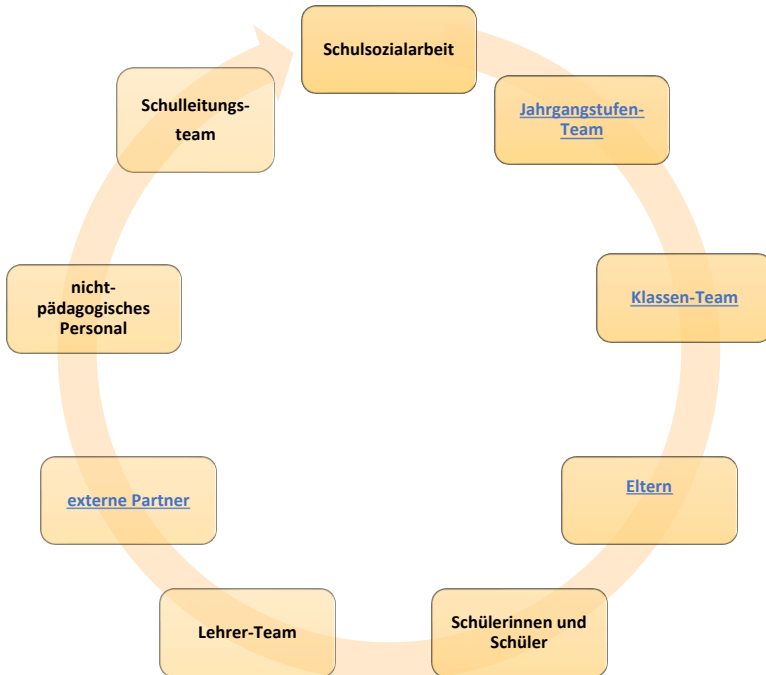 Schulsozialarbeit
Jahrgangstufen-
Team
Klassen-Team
Eltern
Schülerinnen und
Schüler
Lehrer-Team
externe Partner
nicht-
pädagogisches
Personal
Schulleitungs-
team